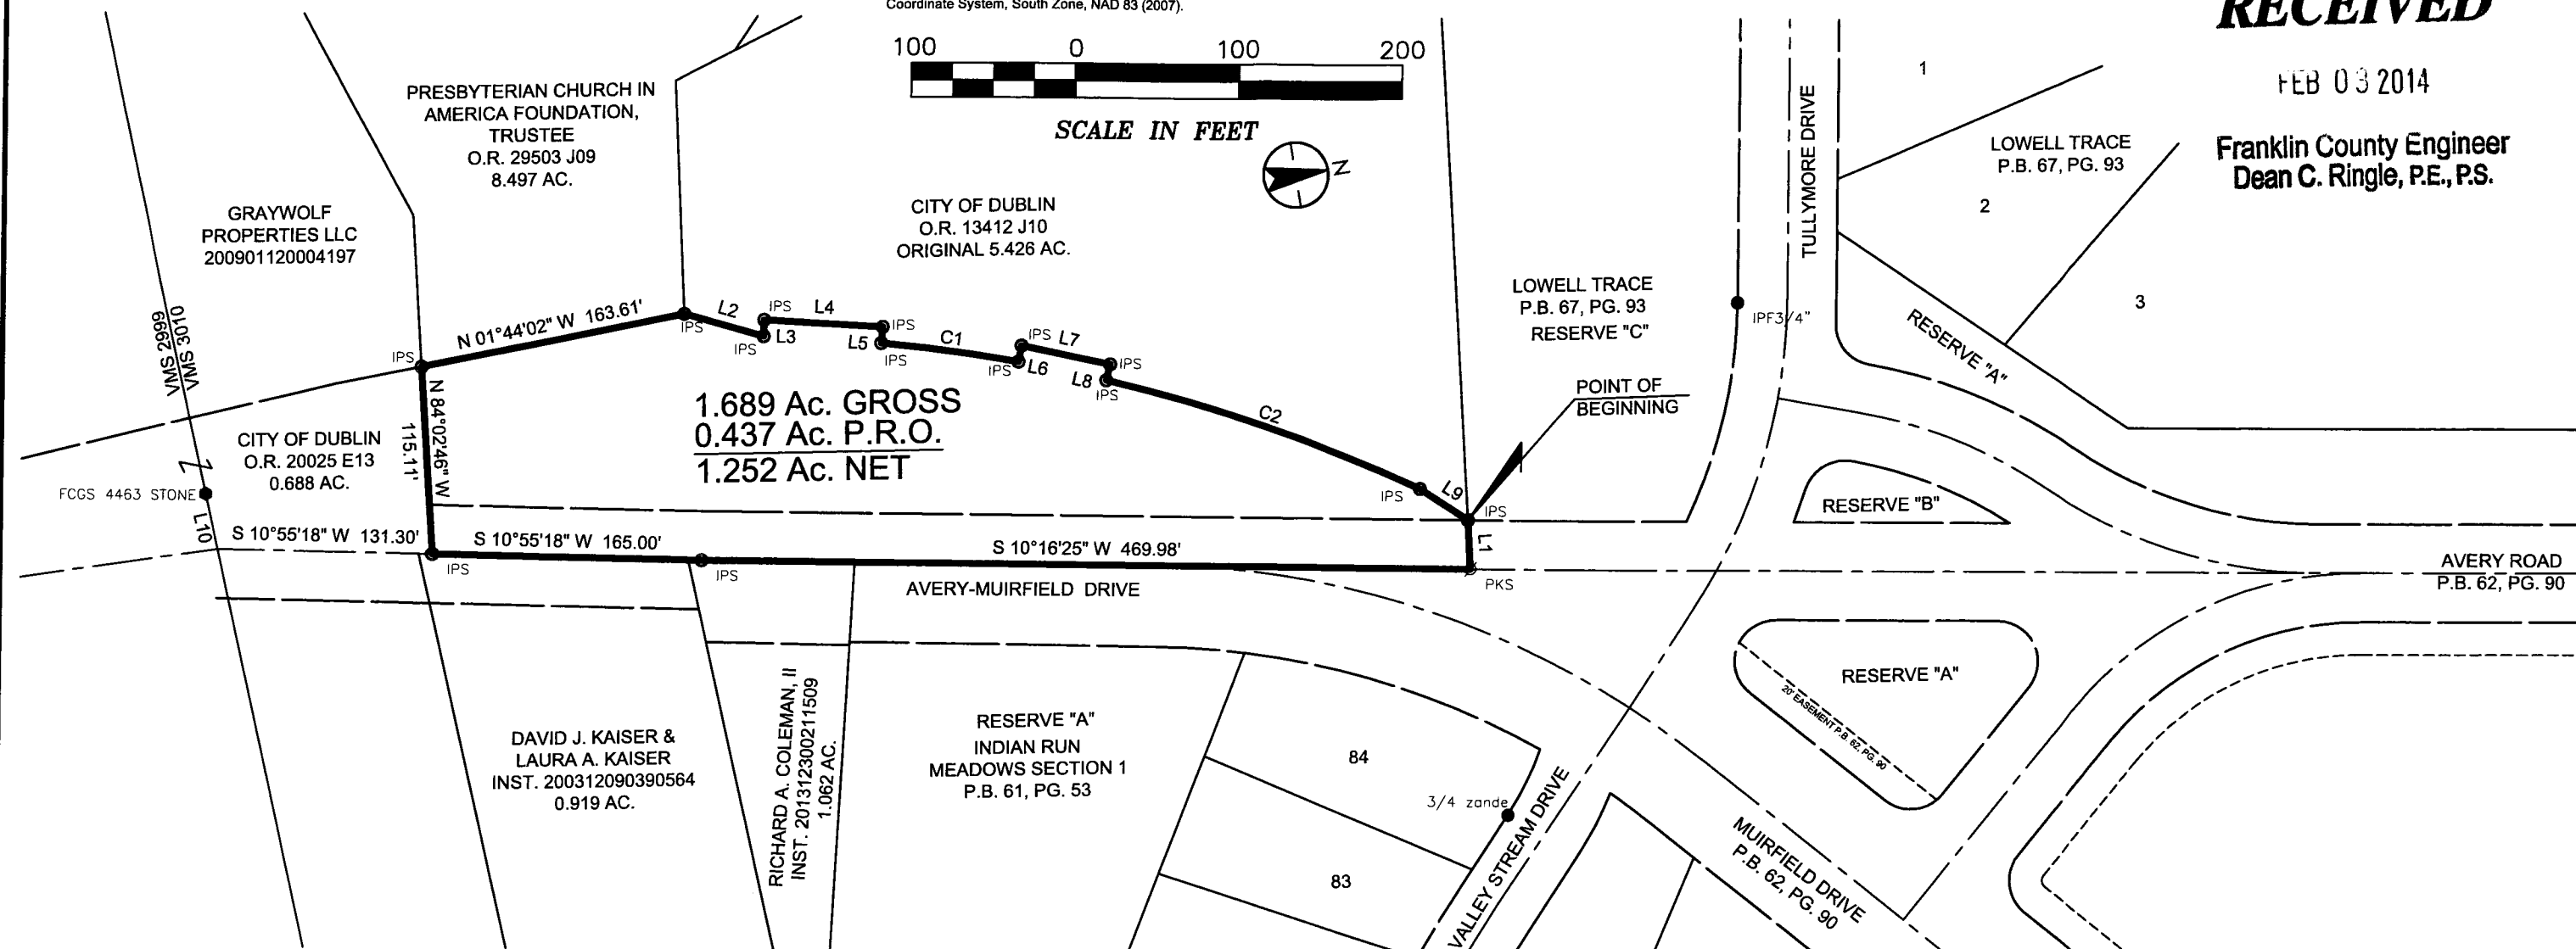 Coordinate System, South Zone, NAD 83 (2007).
RECEIVED
FEB 03 2014
Franklin County Engineer
Dean C. Ringle, P.E., P.S.
100 0 100 200
SCALE IN FEET
N
PRESBYTERIAN CHURCH IN
AMERICA FOUNDATION,
TRUSTEE
O.R. 29503 J09
8.497 AC.
GRAYWOLF
PROPERTIES LLC
200901120004197
CITY OF DUBLIN
O.R. 13412 J10
ORIGINAL 5.426 AC.
TULLYMORE DRIVE
1
LOWELL TRACE
P.B. 67, PG. 93
2
3
LOWELL TRACE
P.B. 67, PG. 93
RESERVE "C"
IPF3/4"
RESERVE "A"
VMS 2999
VMS 3010
IPS
N 01°44'02" W 163.61'
IPS
L2
IPS
L3
IPS
L4
IPS
L5
IPS
C1
IPS
L6
IPS
L7
IPS
L8
IPS
C2
IPS
L9
IPS
L1
PKS
POINT OF
BEGINNING
N 84°02'46" W
115.11'
1.689 Ac. GROSS
0.437 Ac. P.R.O.
1.252 Ac. NET
CITY OF DUBLIN
O.R. 20025 E13
0.688 AC.
FCGS 4463 STONE
L10
S 10°55'18" W 131.30'
IPS
S 10°55'18" W 165.00'
IPS
S 10°16'25" W 469.98'
AVERY-MUIRFIELD DRIVE
RESERVE "B"
AVERY ROAD
P.B. 62, PG. 90
RESERVE "A"
20' EASEMENT P.B. 62, PG. 90
DAVID J. KAISER &
LAURA A. KAISER
INST. 200312090390564
0.919 AC.
RICHARD A. COLEMAN, II
INST. 201312300211509
1.062 AC.
RESERVE "A"
INDIAN RUN
MEADOWS SECTION 1
P.B. 61, PG. 53
84
3/4 zande
83
VALLEY STREAM DRIVE
MUIRFIELD DRIVE
P.B. 62, PG. 90